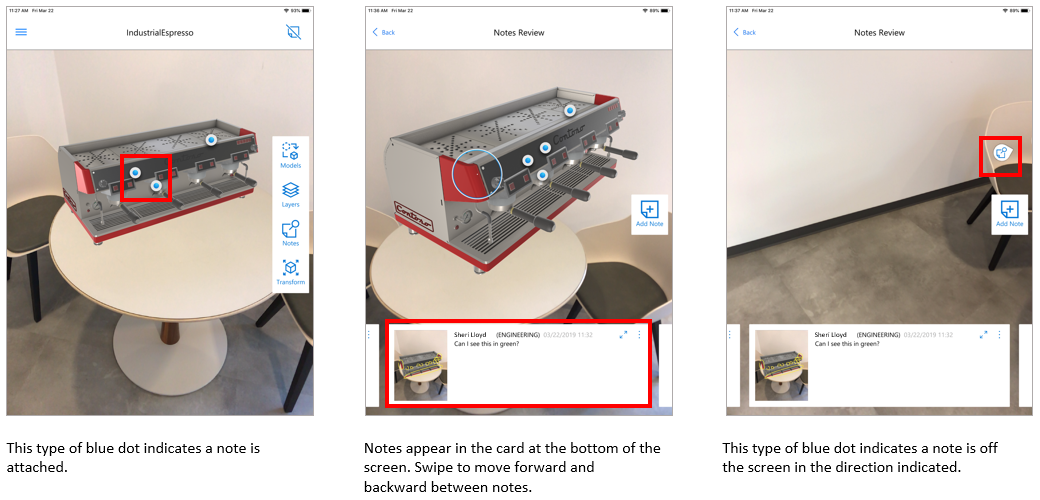 11:27 AM Fri Mar 22
93%
IndustrialEspresso
Models
Layers
Notes
Transform
11:36 AM Fri Mar 22
89%
Back
Notes Review
Contoso
Contoso
Add Note
Sheri Lloyd (ENGINEERING) 03/22/2019 11:32
Can I see this in green?
11:37 AM Fri Mar 22
89%
Back
Notes Review
Add Note
Sheri Lloyd (ENGINEERING) 03/22/2019 11:32
Can I see this in green?
This type of blue dot indicates a note is
attached.
Notes appear in the card at the bottom of the
screen. Swipe to move forward and
backward between notes.
This type of blue dot indicates a note is off
the screen in the direction indicated.